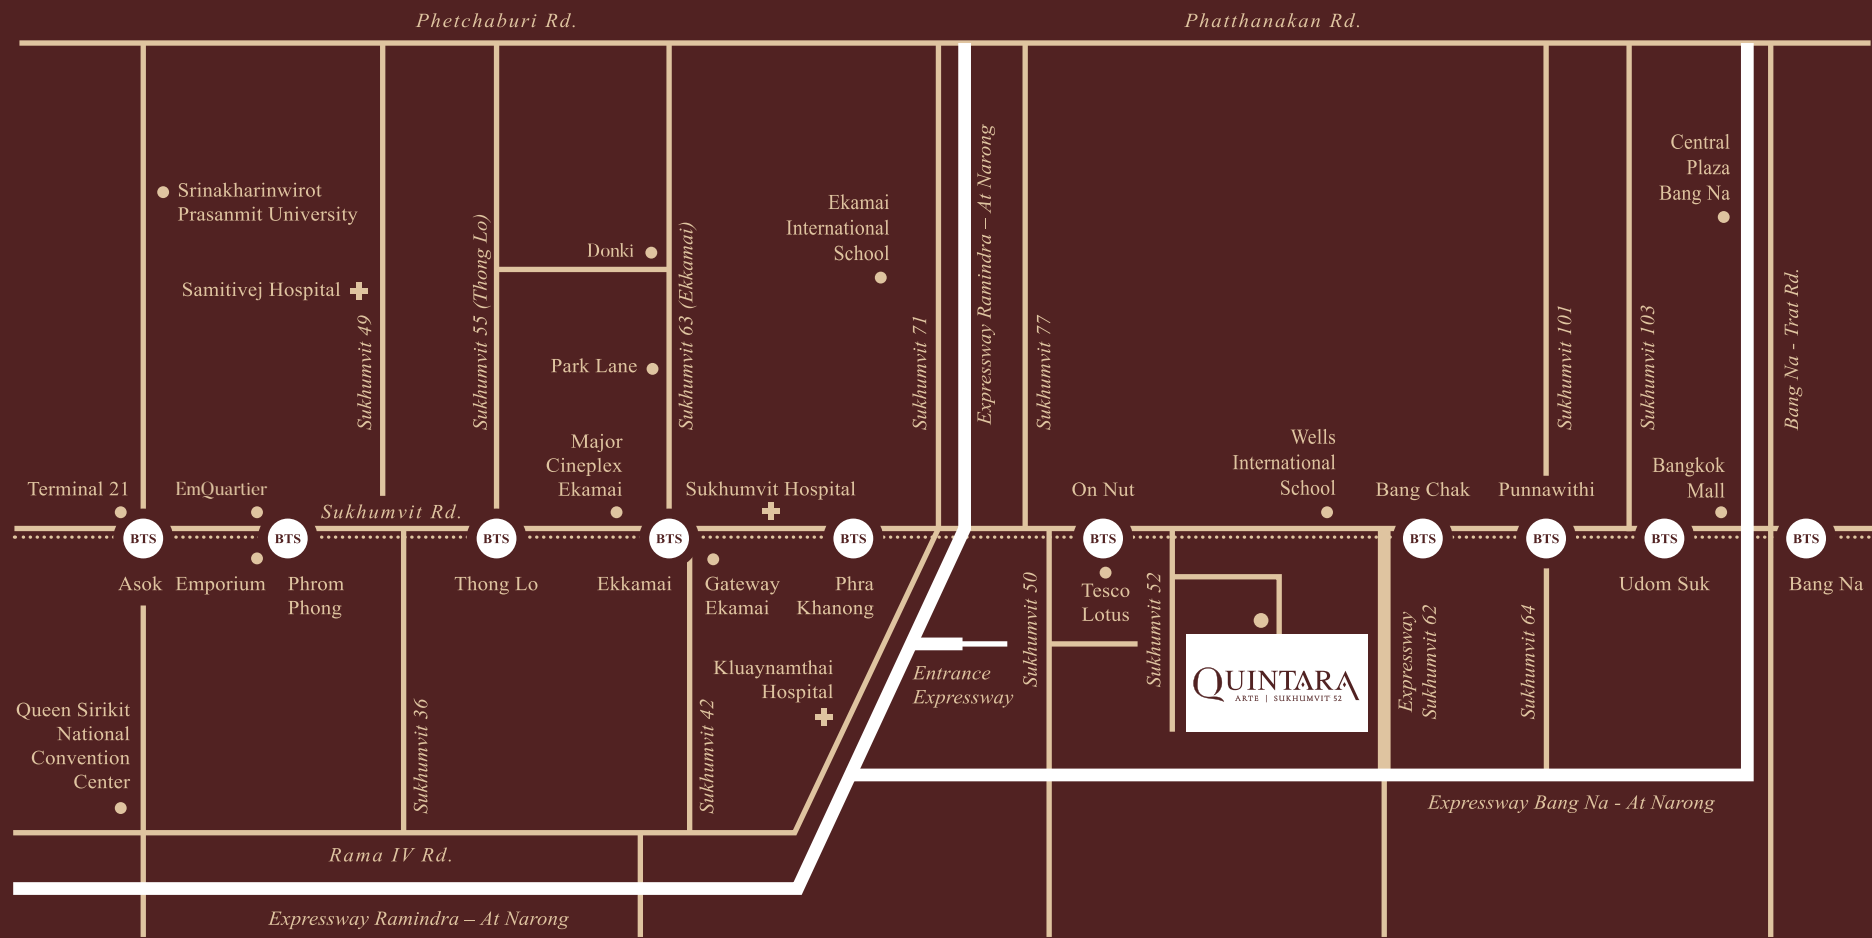 Phetchaburi Rd.
Phatthanakan Rd.
Expressway Ramindra – At Narong
Central
Plaza
Bang Na
Srinakharinwirot
Prasanmit University
Ekamai
International
School
Donki
Samitivej Hospital
Sukhumvit 49
Sukhumvit 55 (Thong Lo)
Sukhumvit 63 (Ekkamai)
Sukhumvit 71
Sukhumvit 77
Sukhumvit 101
Sukhumvit 103
Bang Na - Trat Rd.
Park Lane
Major
Cineplex
Ekamai
Wells
International
School
Bangkok
Mall
Terminal 21
EmQuartier
Sukhumvit Rd.
Sukhumvit Hospital
On Nut
Bang Chak
Punnawithi
BTS
BTS
BTS
BTS
BTS
BTS
BTS
BTS
BTS
BTS
Asok
Emporium
Phrom
Phong
Thong Lo
Ekkamai
Gateway
Ekamai
Phra
Khanong
Tesco
Lotus
Udom Suk
Bang Na
Sukhumvit 50
Sukhumvit 52
Expressway
Sukhumvit 62
Sukhumvit 64
Kluaynamthai
Hospital
Entrance
Expressway
QUINTARA
ARTE | SUKHUMVIT 52
Queen Sirikit
National
Convention
Center
Sukhumvit 36
Sukhumvit 42
Expressway Bang Na - At Narong
Rama IV Rd.
Expressway Ramindra – At Narong